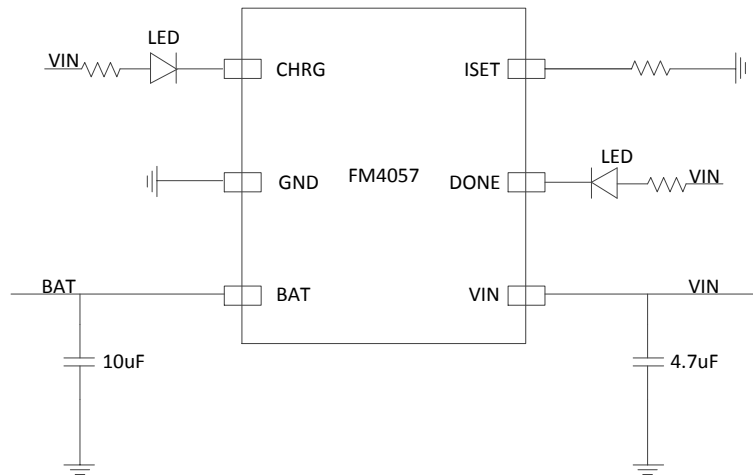 LED
VIN
CHRG
ISET
LED
GND
FM4057
DONE
VIN
BAT
BAT
VIN
VIN
10uF
4.7uF